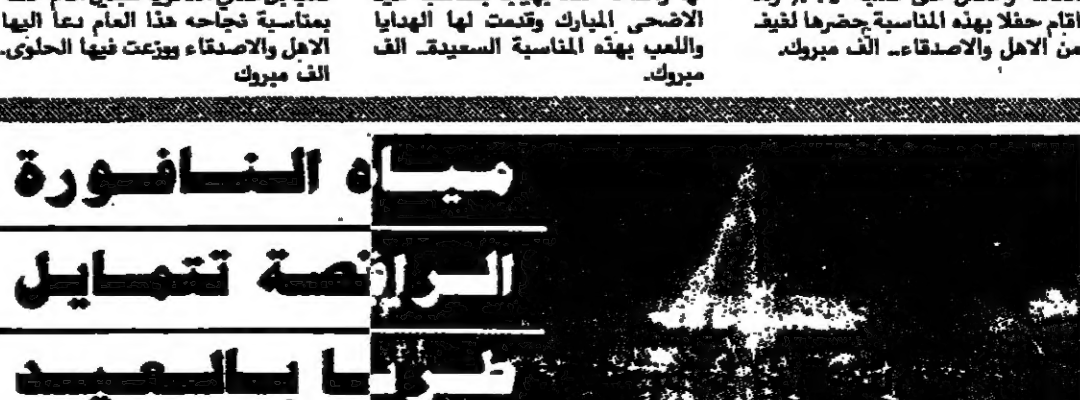 اقام حفلا بهذه المناسبة حضرها لفيف
من الاهل والاصدقاء.. الف مبروك.
الاضحى المبارك وقدمت لها الهدايا
واللعب بهذه المناسبة السعيدة.. الف
مبروك.
بمناسبة نجاحه هذا العام دعا اليها
الاهل والاصدقاء ووزعت فيها الحلوى.
الف مبروك
مياه النافورة
الراقصة تتمايل
طربا بالعيد